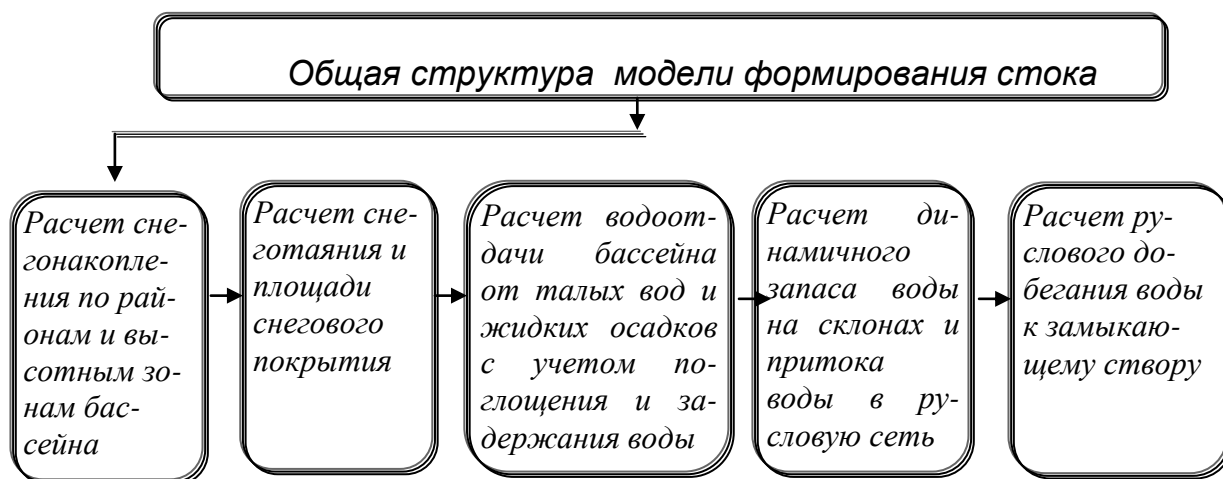 Общая структура модели формирования стока
Расчет сне-
гонакопле-
ния по рай-
онам и вы-
сотным зо-
нам бас-
сейна
Расчет сне-
готаяния и
площади
снегового
покрытия
Расчет водоот-
дачи бассейна
от талых вод и
жидких осадков
с учетом по-
глощения и за-
держания воды
Расчет ди-
намичного
запаса воды
на склонах и
притока
воды в ру-
словую сеть
Расчет ру-
слового до-
бегания воды
к замыкаю-
щему створу